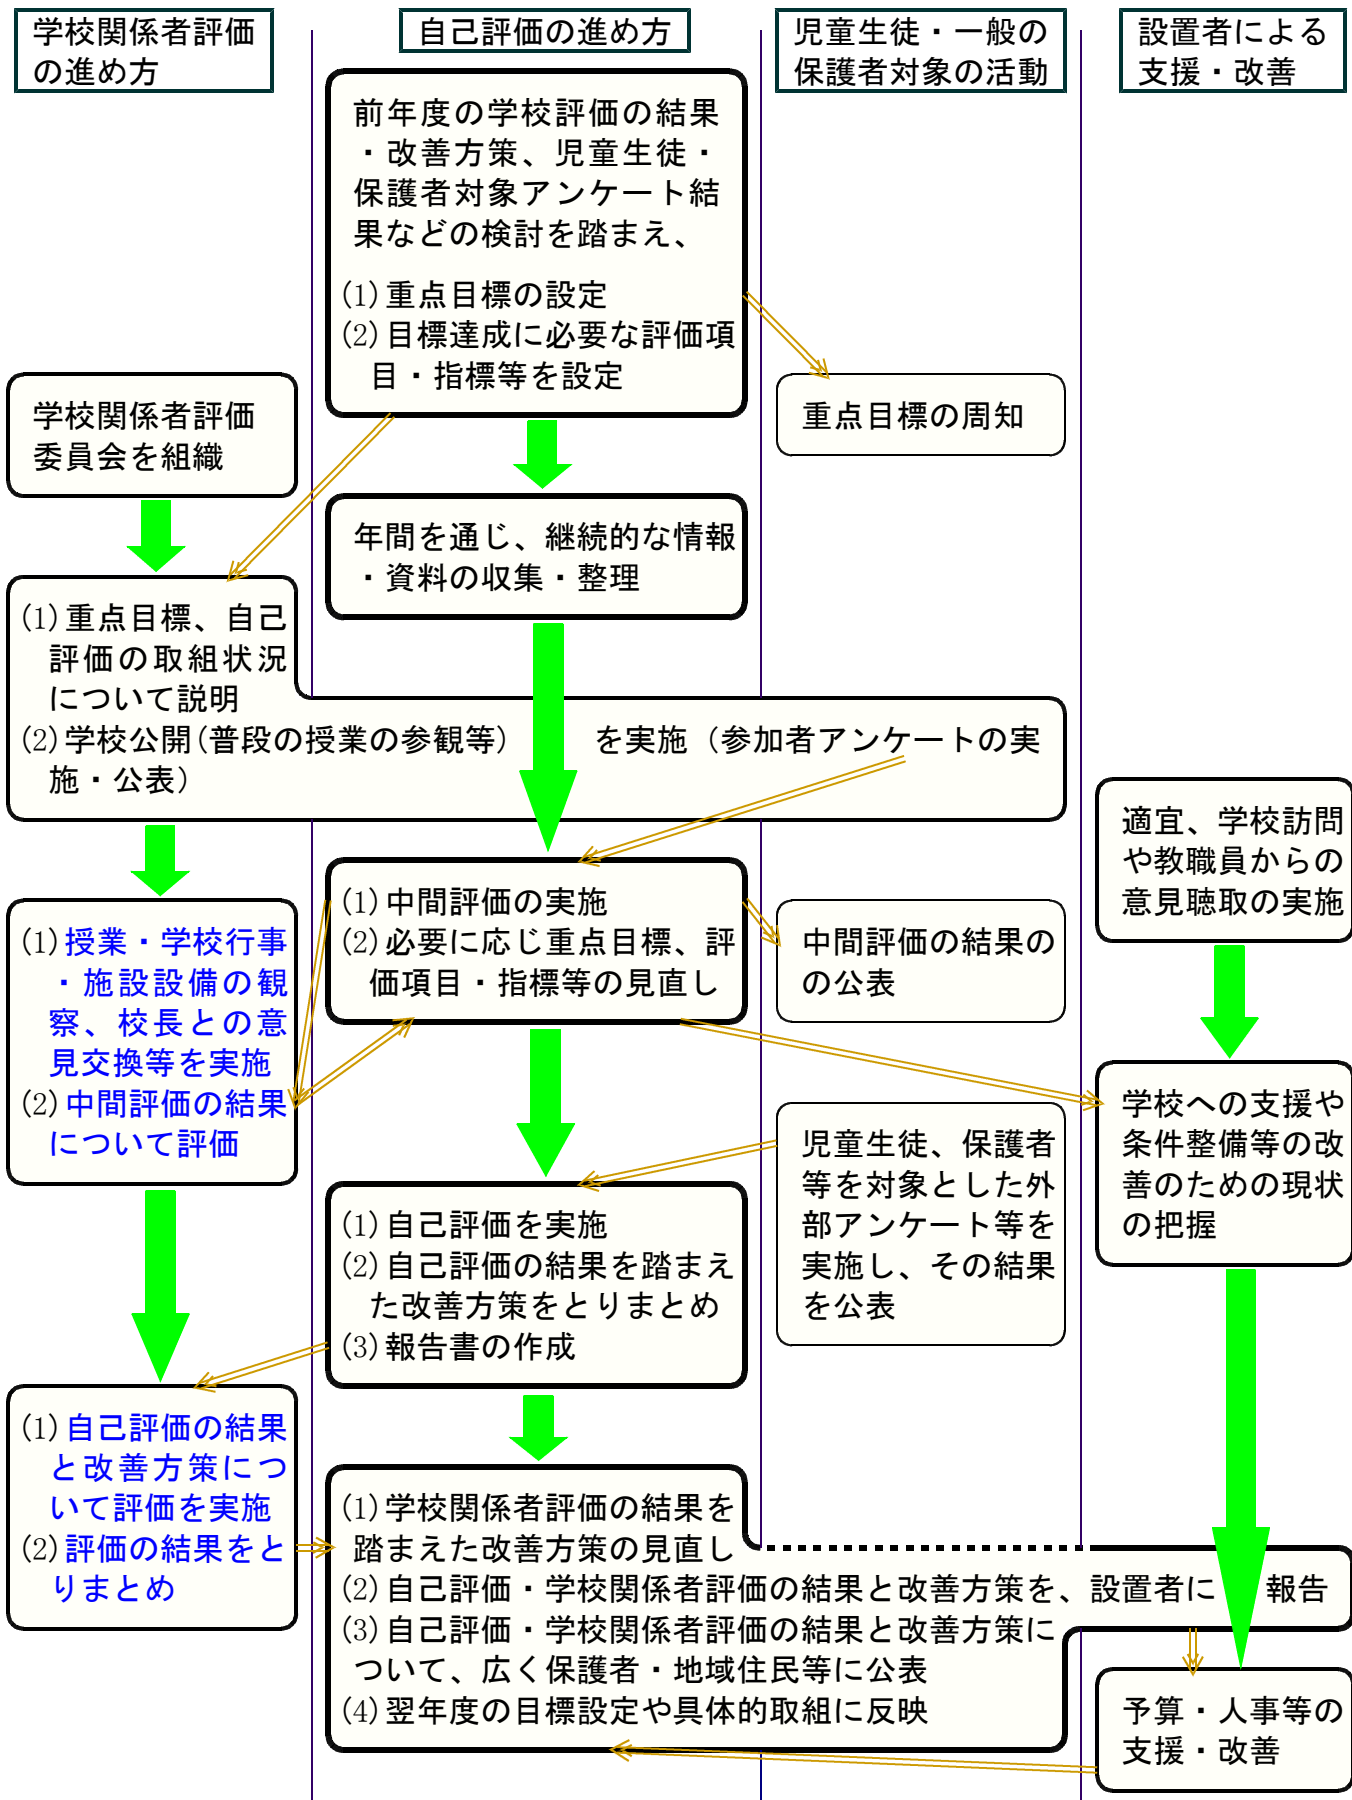 学校関係者評価
の進め方
自己評価の進め方
児童生徒・一般の
保護者対象の活動
設置者による
支援・改善
前年度の学校評価の結果
・改善方策、児童生徒・
保護者対象アンケート結
果などの検討を踏まえ、
(1)重点目標の設定
(2)目標達成に必要な評価項
目・指標等を設定
学校関係者評価
委員会を組織
重点目標の周知
年間を通じ、継続的な情報
・資料の収集・整理
(1)重点目標、自己
評価の取組状況
について説明
(2)学校公開(普段の授業の参観等) を実施（参加者アンケートの実
施・公表）
適宜、学校訪問
や教職員からの
意見聴取の実施
(1)中間評価の実施
(2)必要に応じ重点目標、評
価項目・指標等の見直し
中間評価の結果の
の公表
(1)授業・学校行事
・施設設備の観
察、校長との意
見交換等を実施
(2)中間評価の結果
について評価
学校への支援や
条件整備等の改
善のための現状
の把握
児童生徒、保護者
等を対象とした外
部アンケート等を
実施し、その結果
を公表
(1)自己評価を実施
(2)自己評価の結果を踏まえ
た改善方策をとりまとめ
(3)報告書の作成
(1)自己評価の結果
と改善方策につ
いて評価を実施
(2)評価の結果をと
りまとめ
(1)学校関係者評価の結果を
踏まえた改善方策の見直し
(2)自己評価・学校関係者評価の結果と改善方策を、設置者に 報告
(3)自己評価・学校関係者評価の結果と改善方策に
ついて、広く保護者・地域住民等に公表
(4)翌年度の目標設定や具体的取組に反映
予算・人事等の
支援・改善